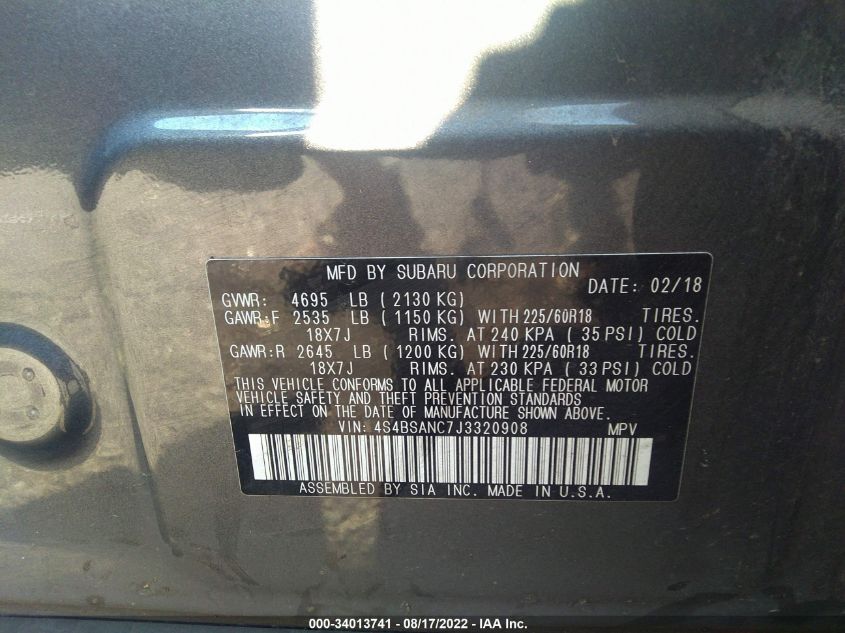 MFD BY SUBARU CORPORATION
DATE: 02/18
GVWR: 4695 LB ( 2130 KG)
GAWR:F 2535 LB ( 1150 KG) WITH 225/60R18 TIRES.
18X7J RIMS. AT 240 KPA ( 35 PSI) COLD
GAWR:R 2645 LB ( 1200 KG) WITH 225/60R18 TIRES.
18X7J RIMS. AT 230 KPA ( 33 PSI) COLD
THIS VEHICLE CONFORMS TO ALL APPLICABLE FEDERAL MOTOR
VEHICLE SAFETY AND THEFT PREVENTION STANDARDS
IN EFFECT ON THE DATE OF MANUFACTURE SHOWN ABOVE.
VIN: 4S4BSANC7J3320908 MPV
ASSEMBLED BY SIA INC. MADE IN U.S.A.
000-34013741 - 08/17/2022 - IAA Inc.